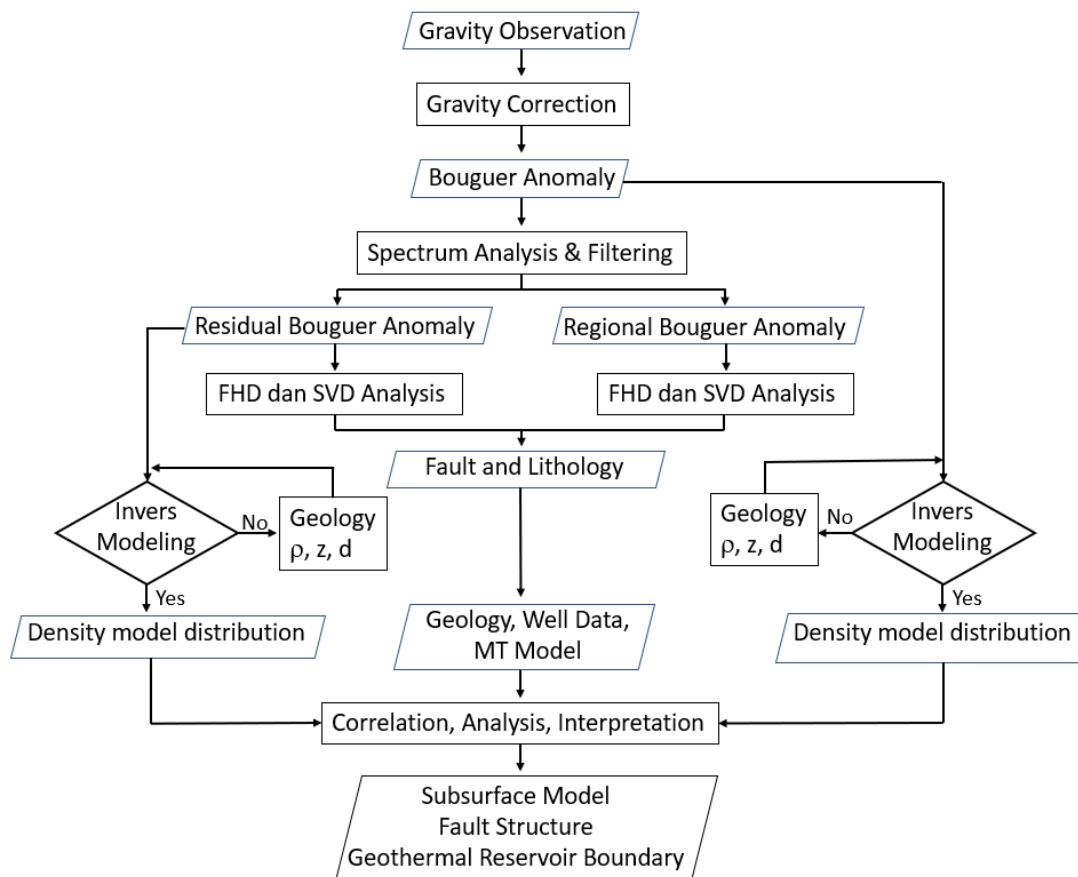 Gravity Observation
Gravity Correction
Bouguer Anomaly
Spectrum Analysis & Filtering
Residual Bouguer Anomaly
Regional Bouguer Anomaly
FHD dan SVD Analysis
FHD dan SVD Analysis
Fault and Lithology
Invers
Modeling
No
Geology
ρ, z, d
Geology
ρ, z, d
No
Invers
Modeling
Yes
Yes
Density model distribution
Geology, Well Data,
MT Model
Density model distribution
Correlation, Analysis, Interpretation
Subsurface Model
Fault Structure
Geothermal Reservoir Boundary